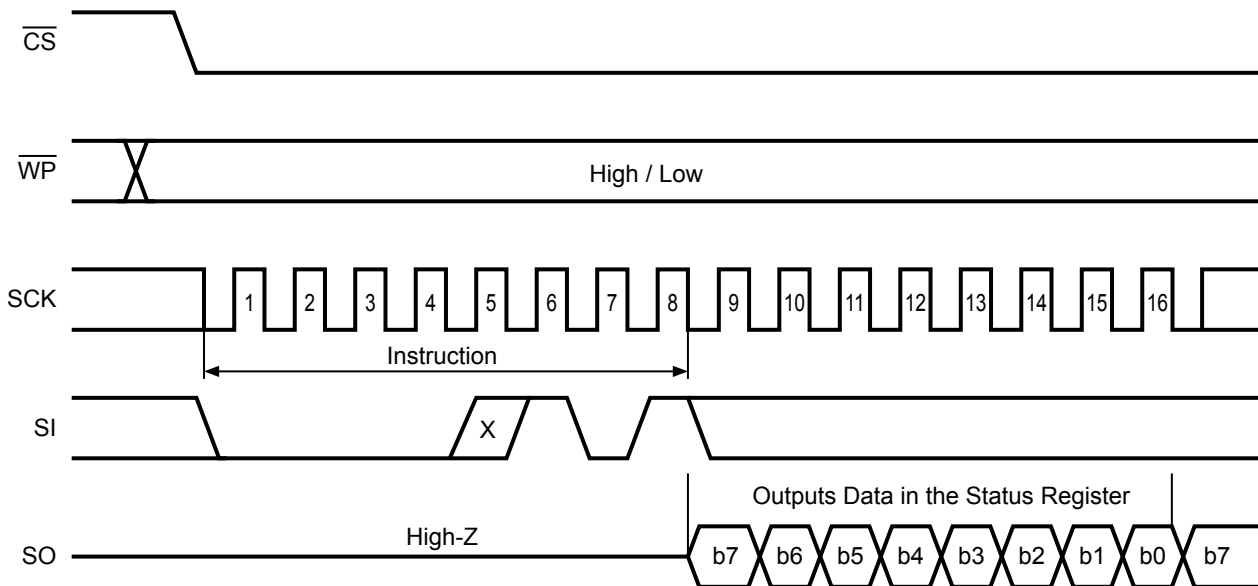 CS
WP
High / Low
SCK
1 2 3 4 5 6 7 8 9 10 11 12 13 14 15 16
Instruction
SI
X
Outputs Data in the Status Register
High-Z
SO
b7 b6 b5 b4 b3 b2 b1 b0 b7